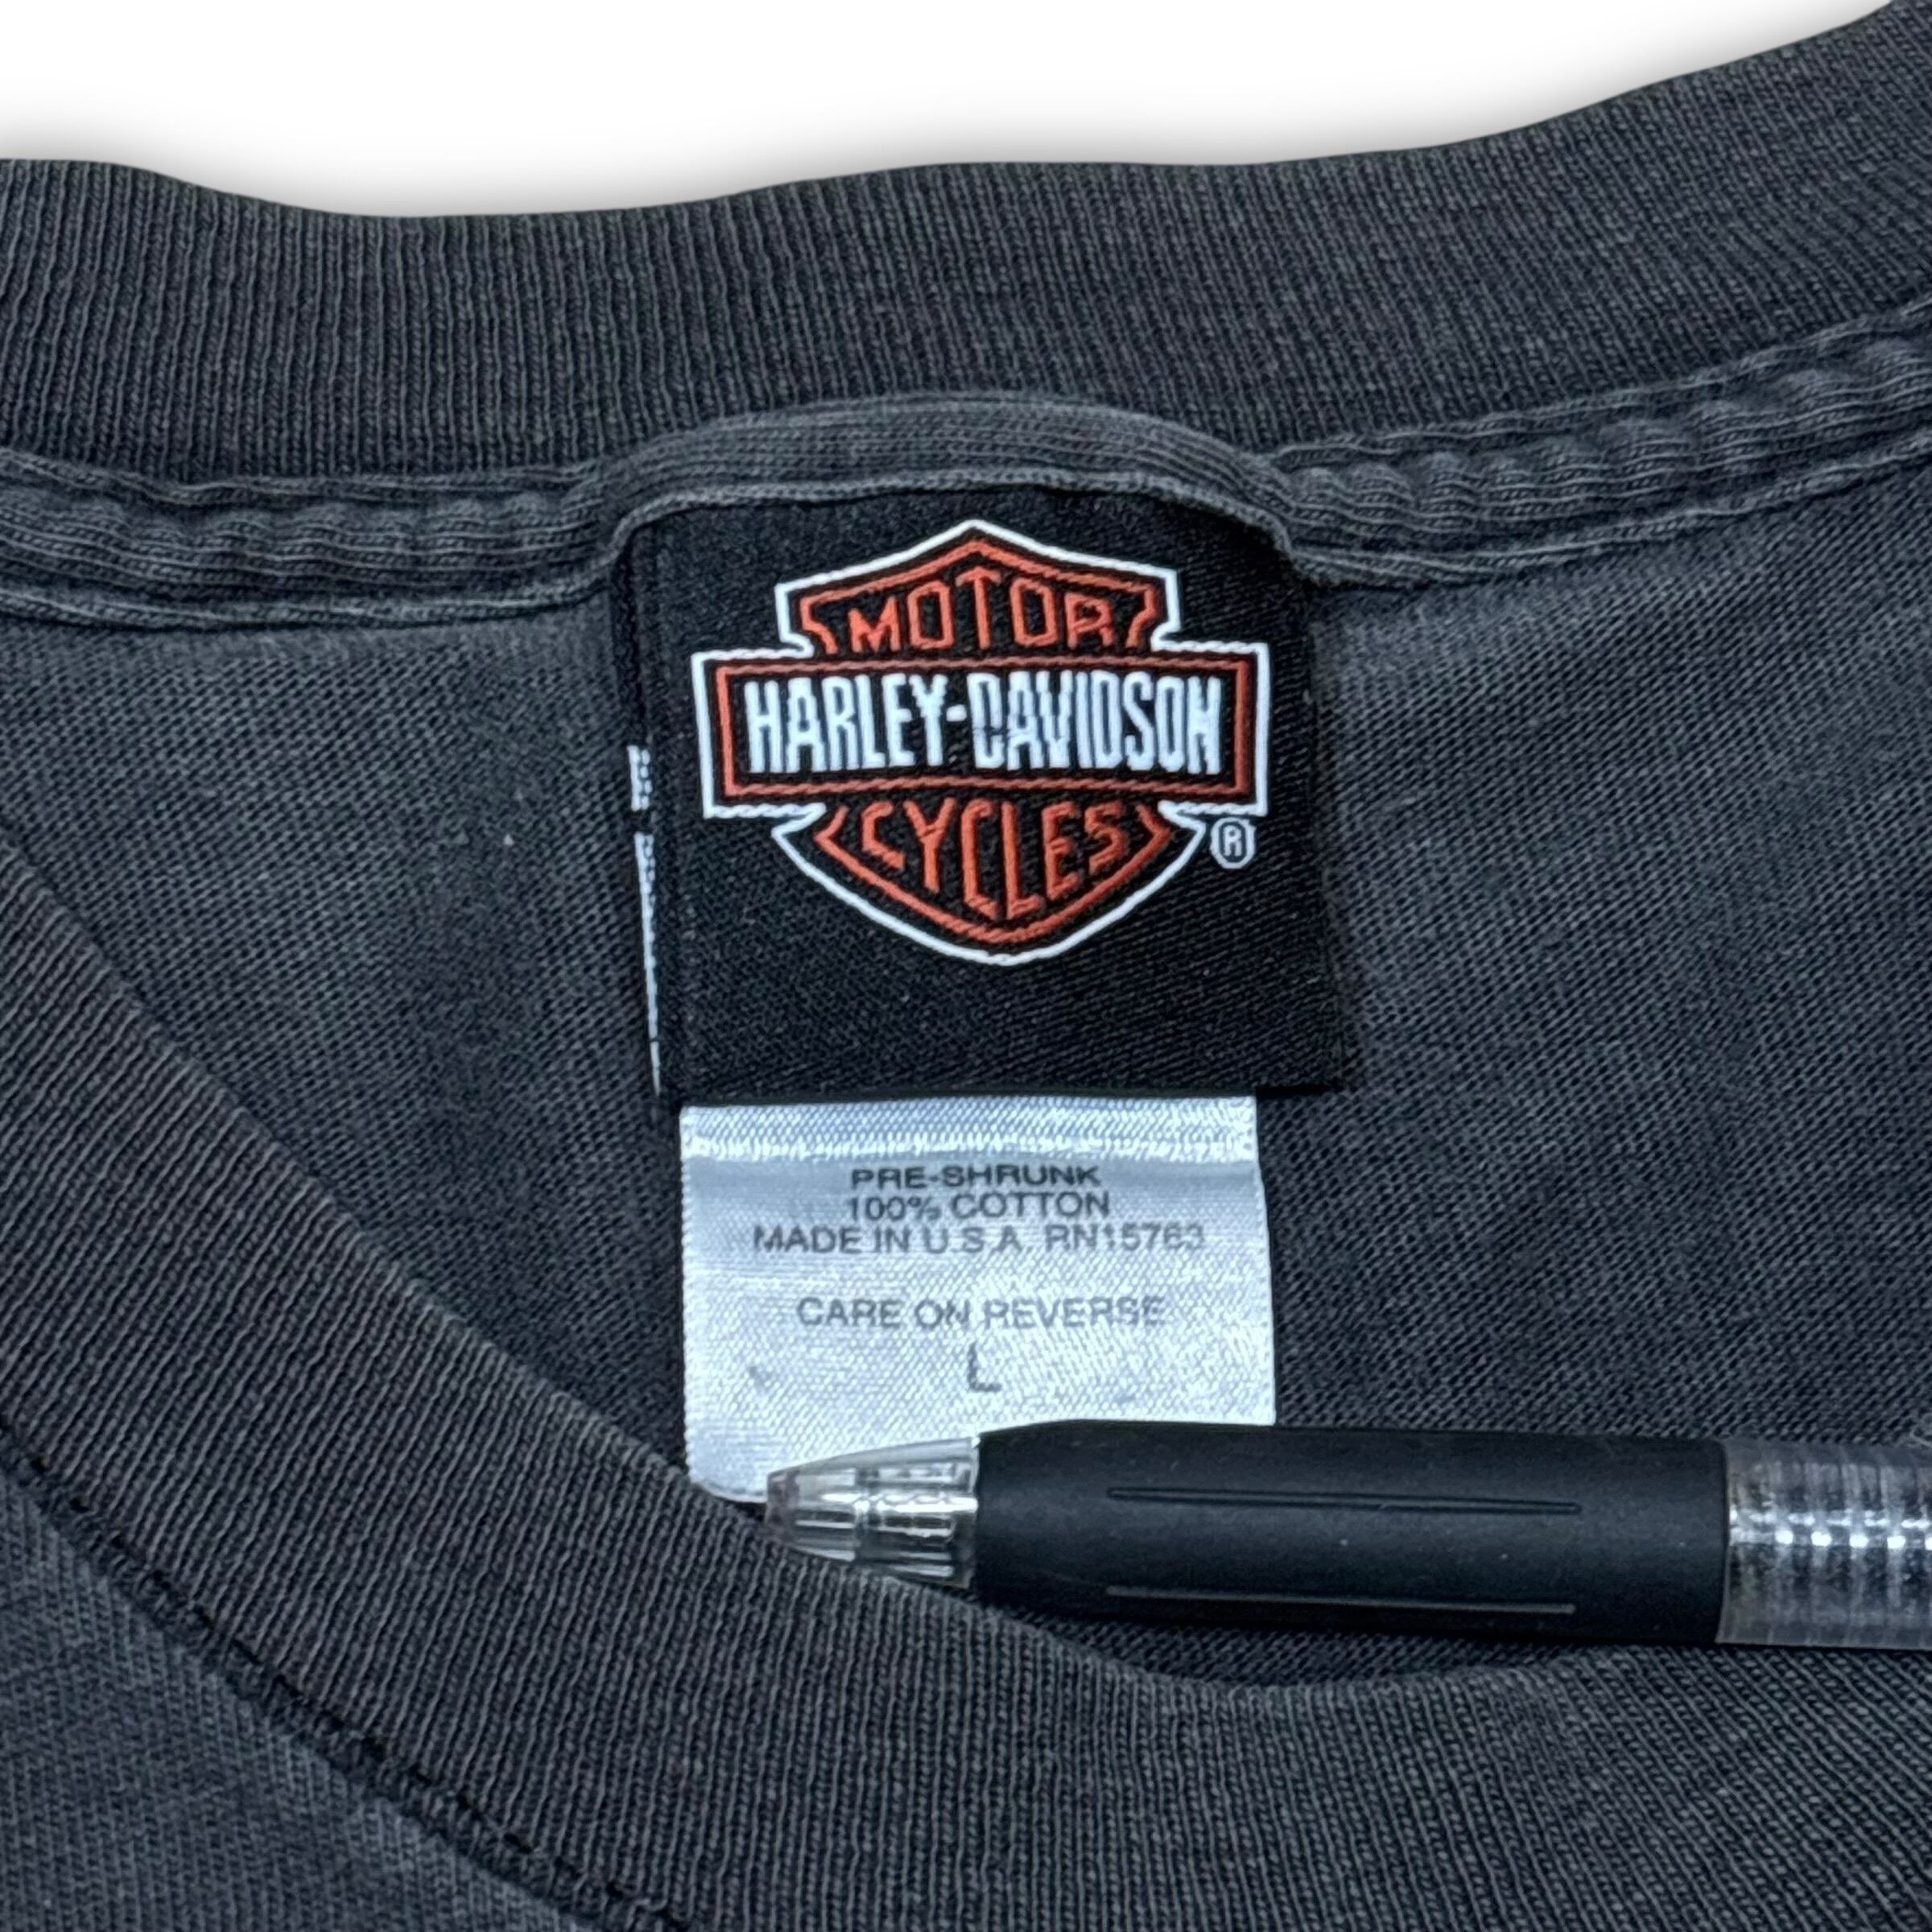 MOTOR
HARLEY-DAVIDSON
CYCLES
®
PRE-SHRUNK
100% COTTON
MADE IN U.S.A. RN15763
CARE ON REVERSE
L